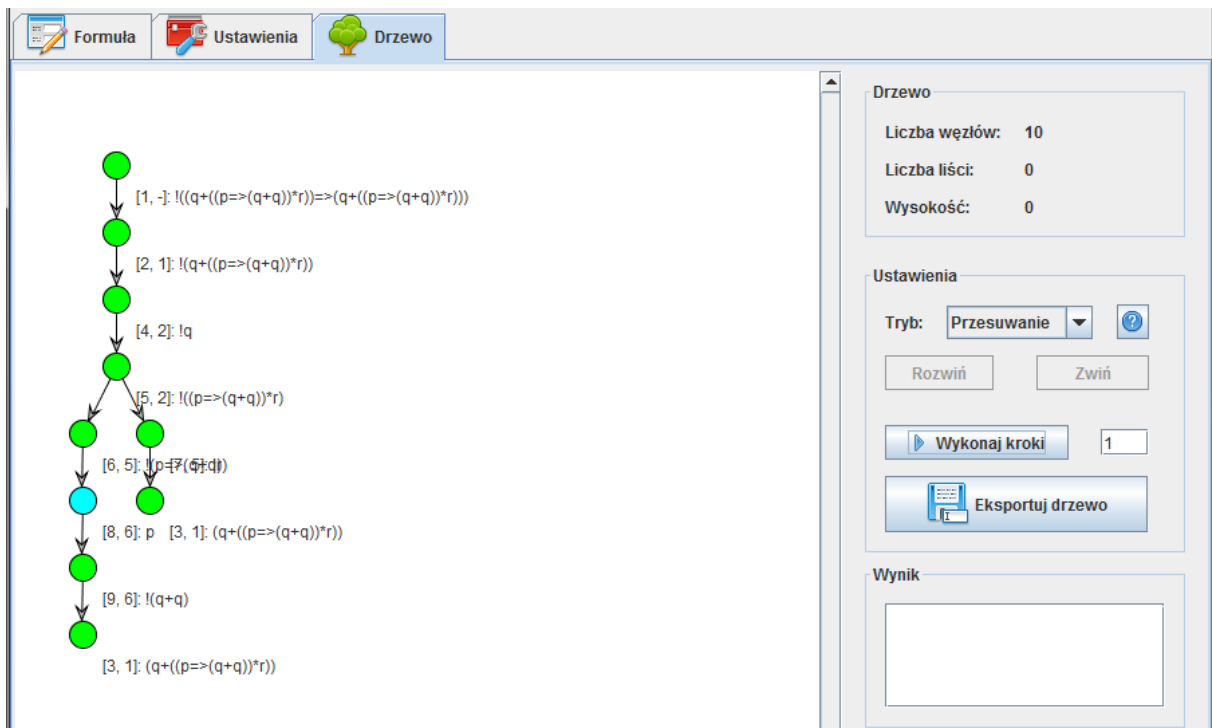 Formuła
Ustawienia
Drzewo
[1, -]: !((q+((p=>(q+q))*r))=>(q+((p=>(q+q))*r)))
[2, 1]: !(q+((p=>(q+q))*r))
[4, 2]: !q
[5, 2]: !((p=>(q+q))*r)
[6, 5]:
[8, 6]: p
[3, 1]: (q+((p=>(q+q))*r))
[9, 6]: !(q+q)
[3, 1]: (q+((p=>(q+q))*r))
Drzewo
Liczba węzłów: 10
Liczba liści: 0
Wysokość: 0
Ustawienia
Tryb: Przesuwanie
Rozwiń Zwiń
Wykonaj kroki 1
Eksportuj drzewo
Wynik